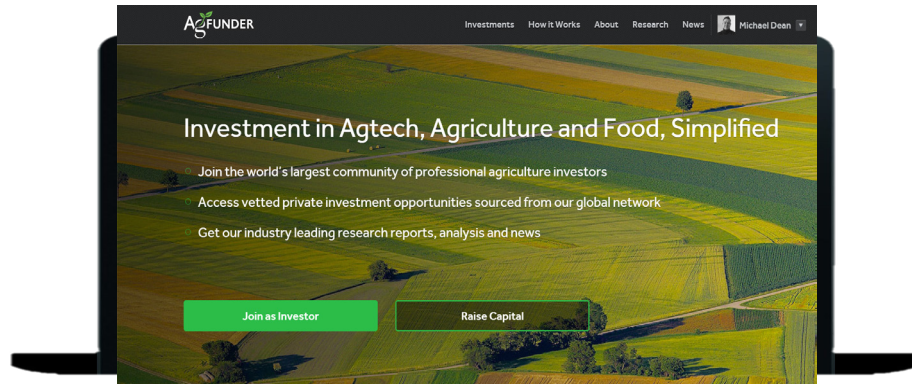 AgFUNDER
Investments How it Works About Research News Michael Dean
Investment in Agtech, Agriculture and Food, Simplified
Join the world's largest community of professional agriculture investors
Access vetted private investment opportunities sourced from our global network
Get our industry leading research reports, analysis and news
Join as Investor Raise Capital